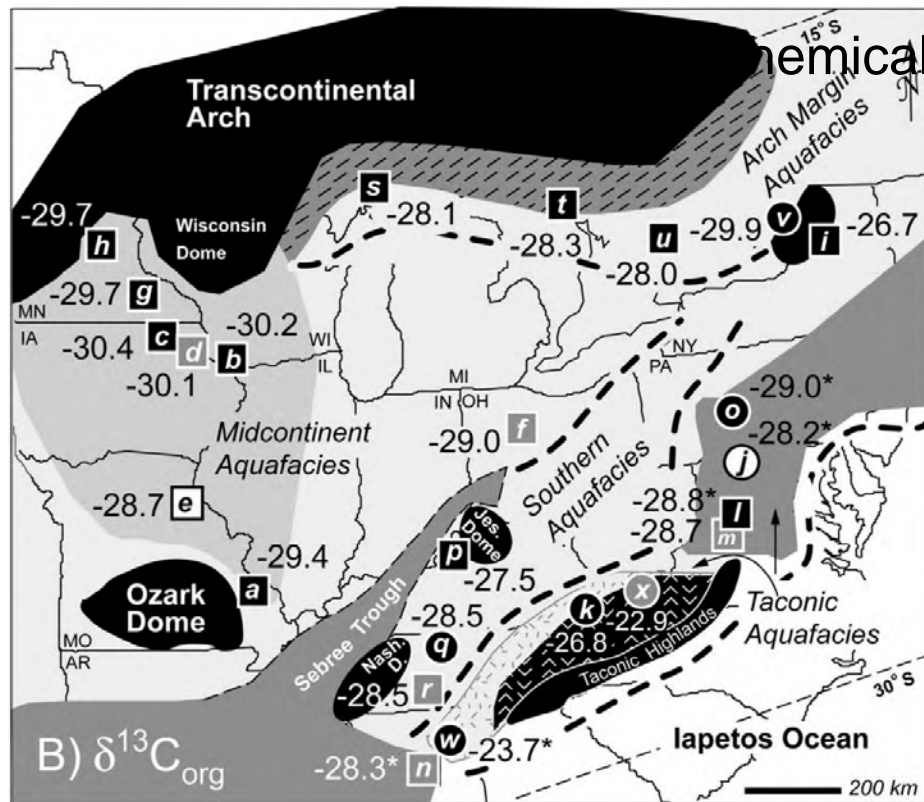 15° S
hemical
N
Transcontinental
Arch
Arch Margin
Aquafacies
s
-28.1
t
-28.3
u
-28.0
-29.9
v
i
-26.7
-29.7
h
Wisconsin
Dome
-29.7
g
MN
IA
c
-30.4
d
-30.1
b
-30.2
WI
IL
MI
IN
OH
NY
PA
Midcontinent
Aquafacies
-29.0
f
Southern
Aquafacies
o
-29.0*
-28.2*
j
-28.8*
l
-28.7
m
-28.7
e
-29.4
a
Ozark
Dome
MO
AR
Sebree Trough
Jes.
Dome
p
-27.5
-28.5
q
Nash.
D.
-28.5
r
k
-26.8
x
-22.9
Taconic Highlands
Taconic
Aquafacies
w
-23.7*
-28.3*
n
30° S
Iapetos Ocean
B) δ13Corg
200 km